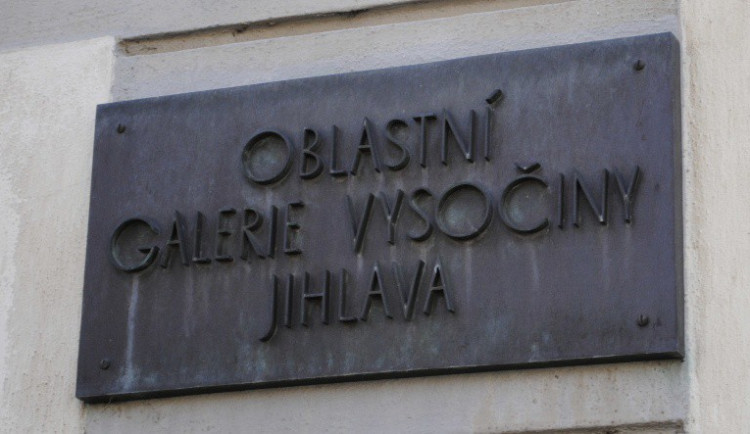 OBLASTNÍ
GALERIE VYSOČINY
JIHLAVA